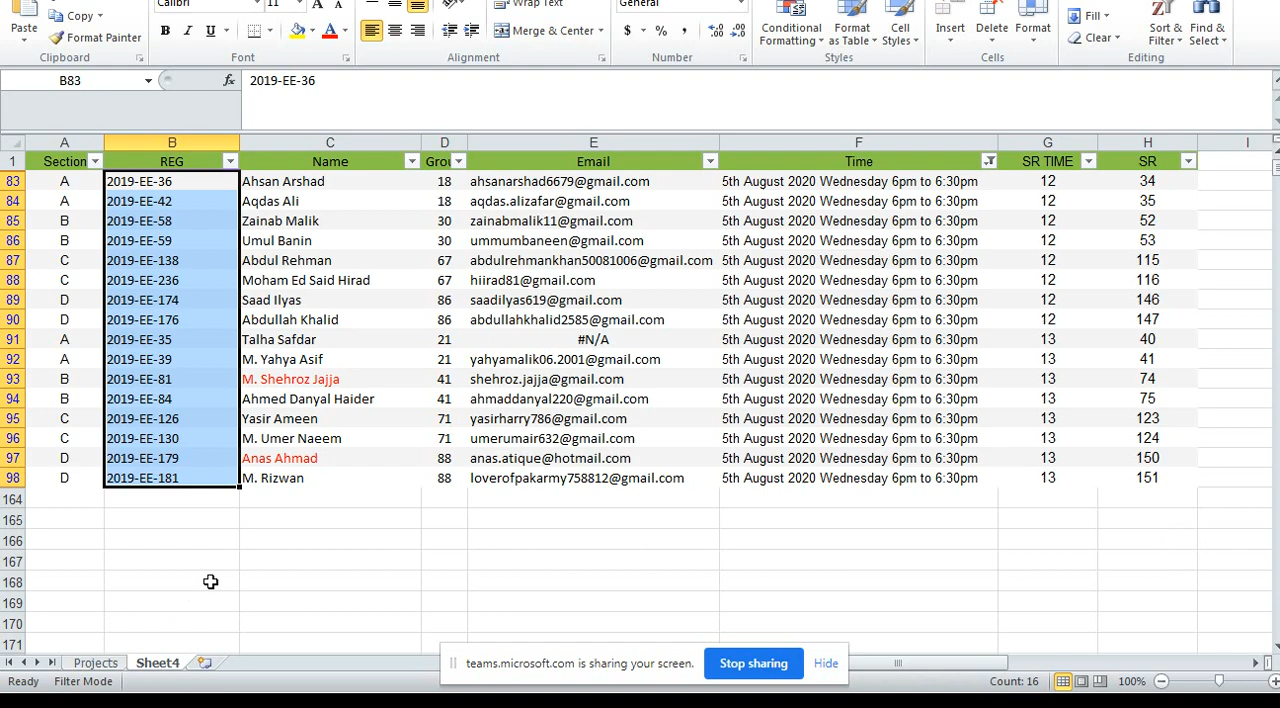 Calibri 11 A A Wrap Text General
Copy
Paste Format Painter B I U A Merge & Center $ % , Conditional Formatting Format as Table Cell Styles Insert Delete Format Fill Clear Sort & Filter Find & Select
Clipboard Font Alignment Number Styles Cells Editing
B83 fx 2019-EE-36
A B C D E F G H I
1 Section REG Name Grou Email Time SR TIME SR
83 A 2019-EE-36 Ahsan Arshad 18 ahsanarshad6679@gmail.com 5th August 2020 Wednesday 6pm to 6:30pm 12 34
84 A 2019-EE-42 Aqdas Ali 18 aqdas.alizafar@gmail.com 5th August 2020 Wednesday 6pm to 6:30pm 12 35
85 B 2019-EE-58 Zainab Malik 30 zainabmalik11@gmail.com 5th August 2020 Wednesday 6pm to 6:30pm 12 52
86 B 2019-EE-59 Umul Banin 30 ummumbaneen@gmail.com 5th August 2020 Wednesday 6pm to 6:30pm 12 53
87 C 2019-EE-138 Abdul Rehman 67 abdulrehmankhan50081006@gmail.com 5th August 2020 Wednesday 6pm to 6:30pm 12 115
88 C 2019-EE-236 Moham Ed Said Hirad 67 hiirad81@gmail.com 5th August 2020 Wednesday 6pm to 6:30pm 12 116
89 D 2019-EE-174 Saad Ilyas 86 saadilyas619@gmail.com 5th August 2020 Wednesday 6pm to 6:30pm 12 146
90 D 2019-EE-176 Abdullah Khalid 86 abdullahkhalid2585@gmail.com 5th August 2020 Wednesday 6pm to 6:30pm 12 147
91 A 2019-EE-35 Talha Safdar 21 #N/A 5th August 2020 Wednesday 6pm to 6:30pm 13 40
92 A 2019-EE-39 M. Yahya Asif 21 yahyamalik06.2001@gmail.com 5th August 2020 Wednesday 6pm to 6:30pm 13 41
93 B 2019-EE-81 M. Shehroz Jajja 41 shehroz.jajja@gmail.com 5th August 2020 Wednesday 6pm to 6:30pm 13 74
94 B 2019-EE-84 Ahmed Danyal Haider 41 ahmaddanyal220@gmail.com 5th August 2020 Wednesday 6pm to 6:30pm 13 75
95 C 2019-EE-126 Yasir Ameen 71 yasirharry786@gmail.com 5th August 2020 Wednesday 6pm to 6:30pm 13 123
96 C 2019-EE-130 M. Umer Naeem 71 umerumair632@gmail.com 5th August 2020 Wednesday 6pm to 6:30pm 13 124
97 D 2019-EE-179 Anas Ahmad 88 anas.atique@hotmail.com 5th August 2020 Wednesday 6pm to 6:30pm 13 150
98 D 2019-EE-181 M. Rizwan 88 loverofpakarmy758812@gmail.com 5th August 2020 Wednesday 6pm to 6:30pm 13 151
164
165
166
167
168
169
170
171
Projects Sheet4 teams.microsoft.com is sharing your screen. Stop sharing Hide
Ready Filter Mode Count: 16 100%